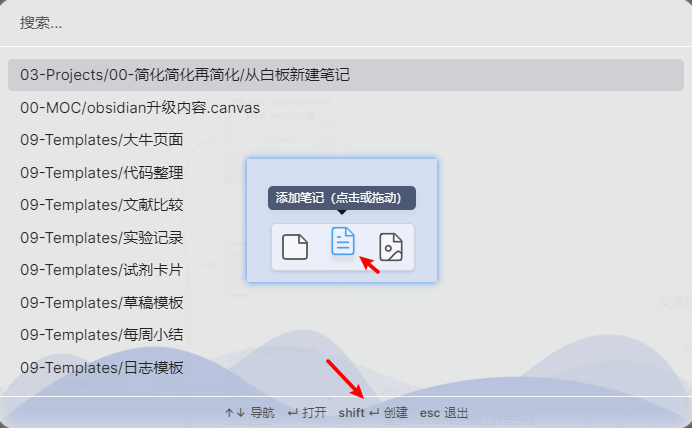 搜索...
03-Projects/00-简化简化再简化/从白板新建笔记
00-MOC/obsidian升级内容.canvas
09-Templates/大牛页面
09-Templates/代码整理
09-Templates/文献比较
09-Templates/实验记录
09-Templates/试剂卡片
09-Templates/草稿模板
09-Templates/每周小结
09-Templates/日志模板
添加笔记（点击或拖动）
↑↓ 导航 ↵ 打开 shift ↵ 创建 esc 退出